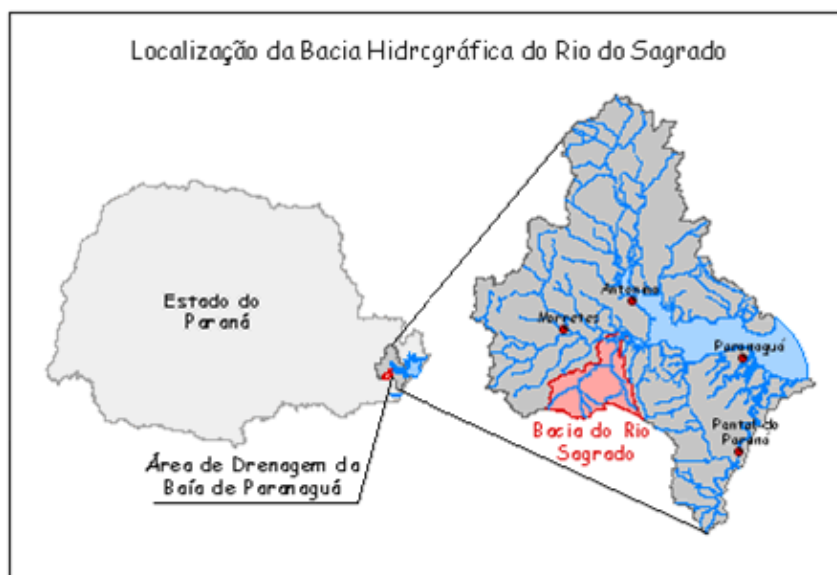 Localização da Bacia Hidrcgráfica do Rio do Sagrado
Estado do
Paraná
Antonina
Morretes
Paranaguá
Pontal do
Paraná
Bacia do Rio
Sagrado
Área de Drenagem da
Baía de Paranaguá